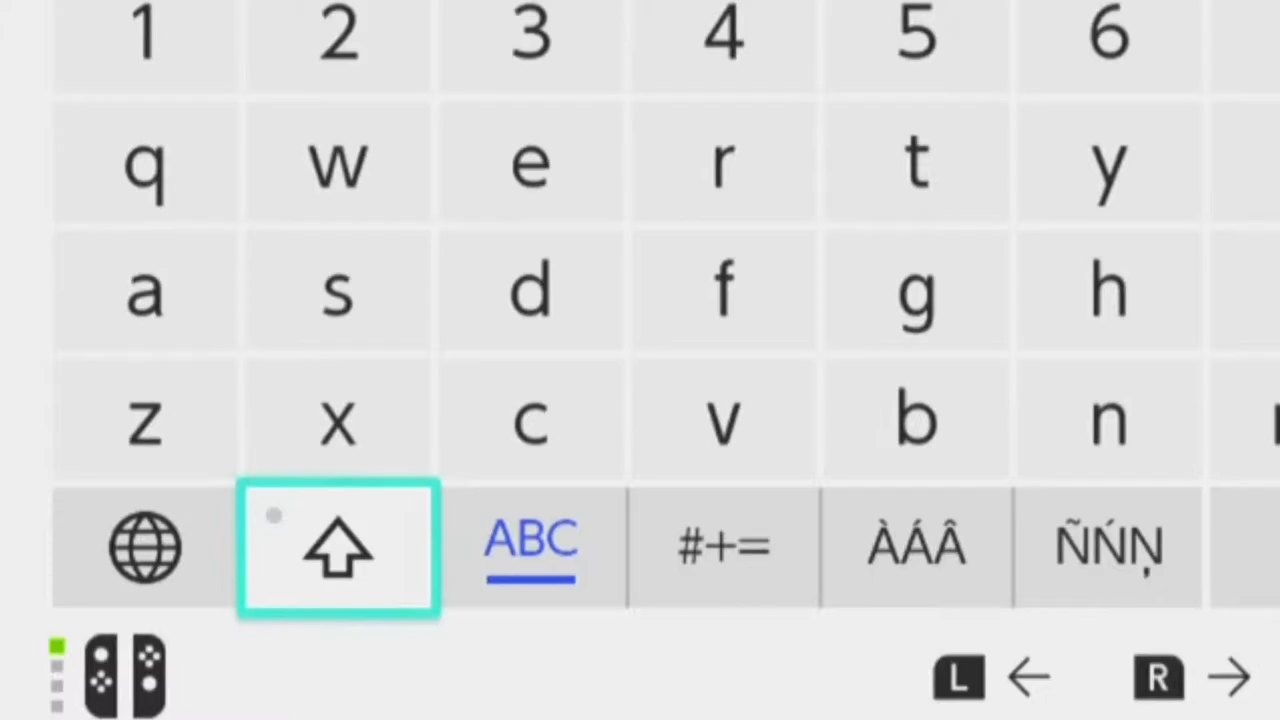 1 2 3 4 5 6
q w e r t y
a s d f g h
z x c v b n
ABC #+= ÀÁÂ ÑŃŅ
L ← R →